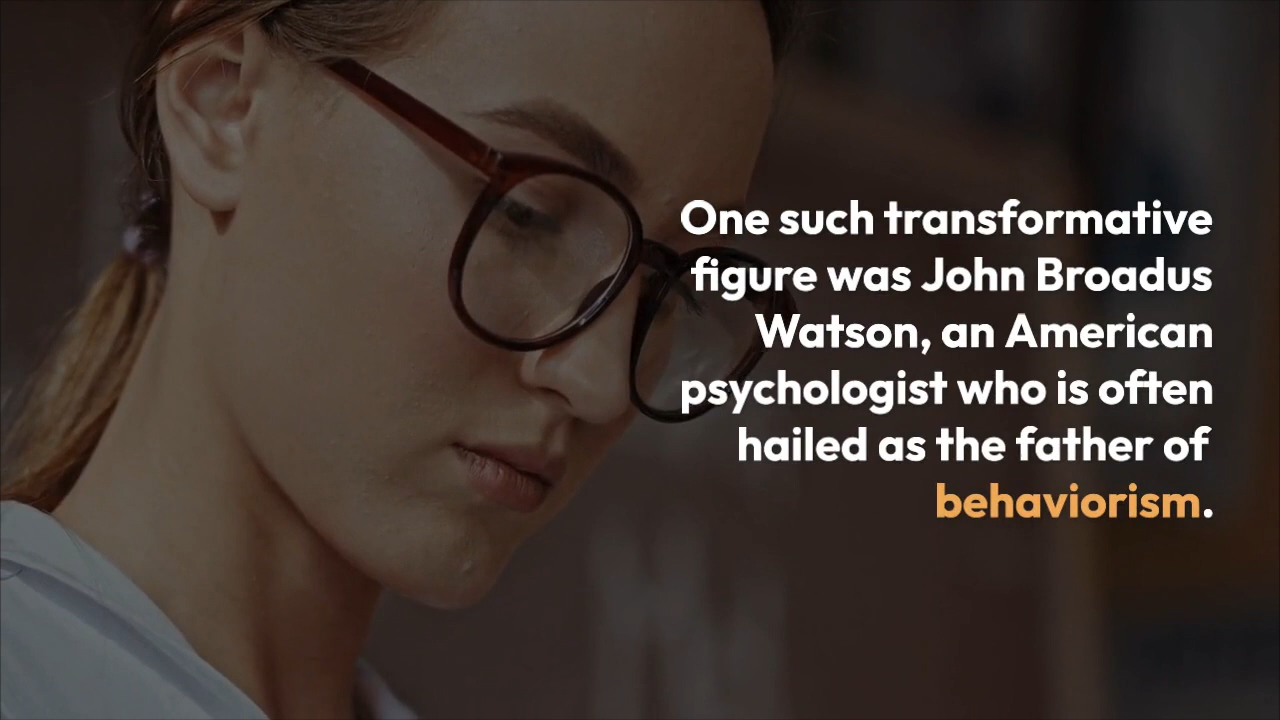 One such transformative
figure was John Broadus
Watson, an American
psychologist who is often
hailed as the father of
behaviorism.